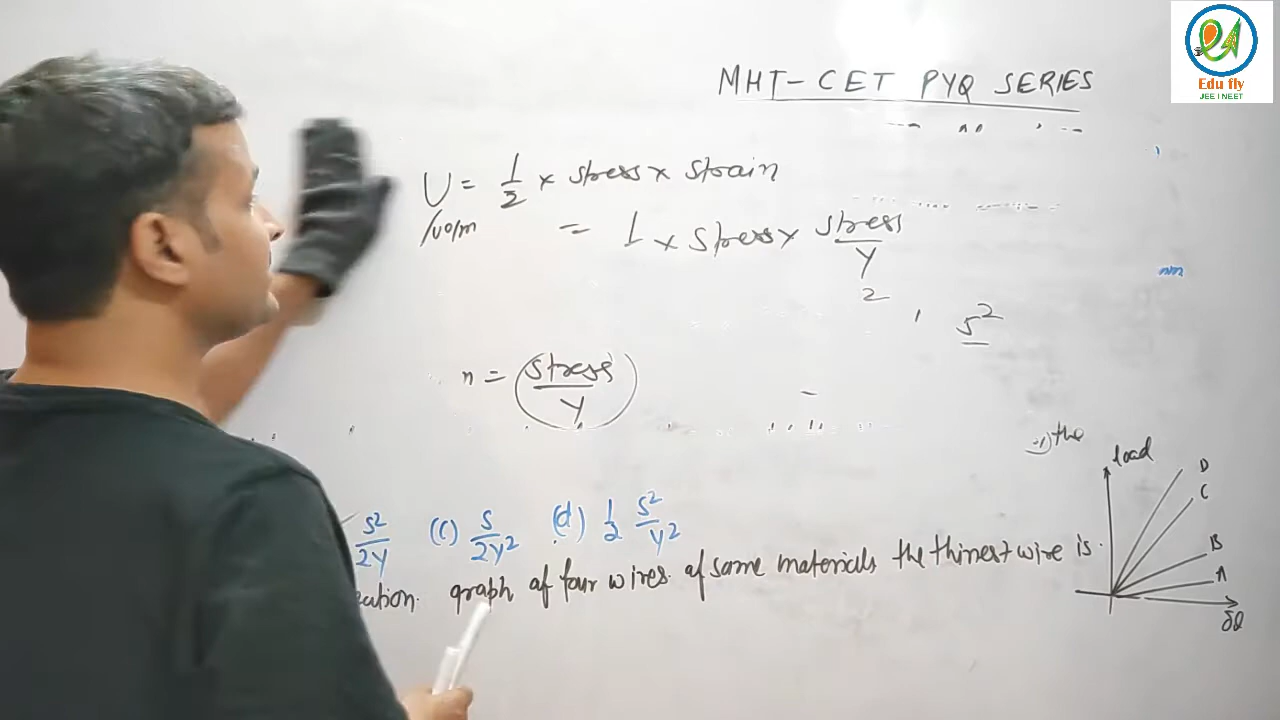 Edu fly
JEE I NEET
MHT-CET PYQ SERIES
U = 1/2 × stress × strain
/volm
= 1 × stress × stress/Y
2
s²
n = stress/Y
the
load
D
C
B
A
δl
s²/2Y (c) s/2Y² (d) 1/2 s²/Y²
graph of four wires. of same materials the thinest wire is.